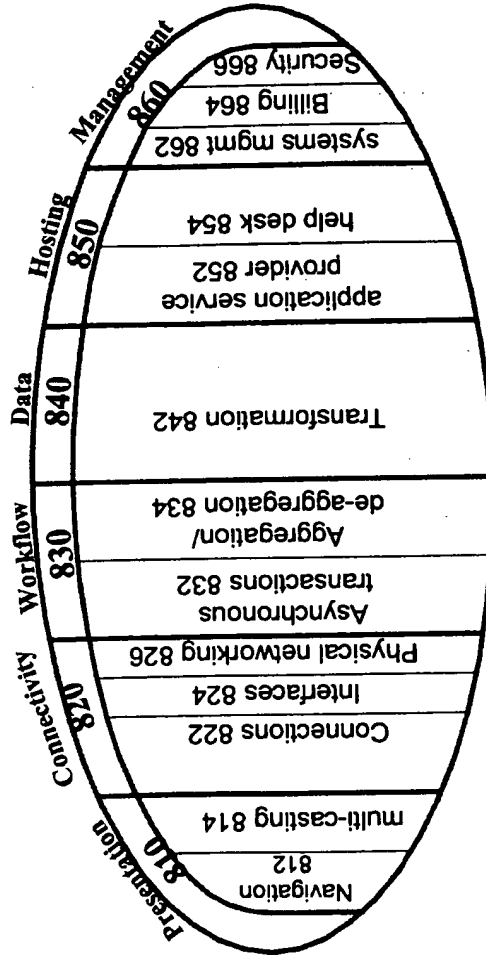 Presentation
810
Navigation
812
multi-casting 814
Connectivity
820
Connections 822
Interfaces 824
Physical networking 826
Workflow
830
Asynchronous
transactions 832
Aggregation/
de-aggregation 834
Data
840
Transformation 842
Hosting
850
application service
provider 852
help desk 854
Management
860
systems mgmt 862
Billing 864
Security 866